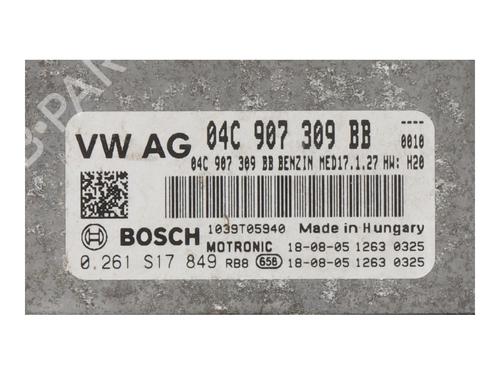 VW AG 04C 907 309 BB 0010
04C 907 309 BB BENZIN MED17.1.27 HW: H20
1039T05940 Made in Hungary
BOSCH MOTRONIC 18-08-05 1263 0325
0.261 S17 849 RBB 658 18-08-05 1263 0325